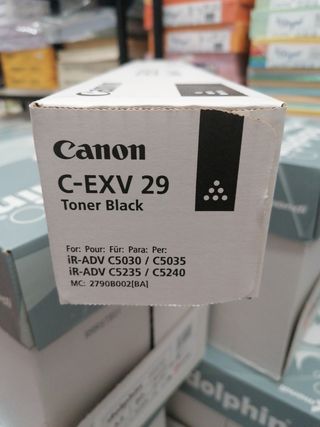 Canon
C-EXV 29
Toner Black
For: Pour: Für: Para: Per:
iR-ADV C5030 / C5035
iR-ADV C5235 / C5240
MC: 2790B002[BA]
Canon
dolphin